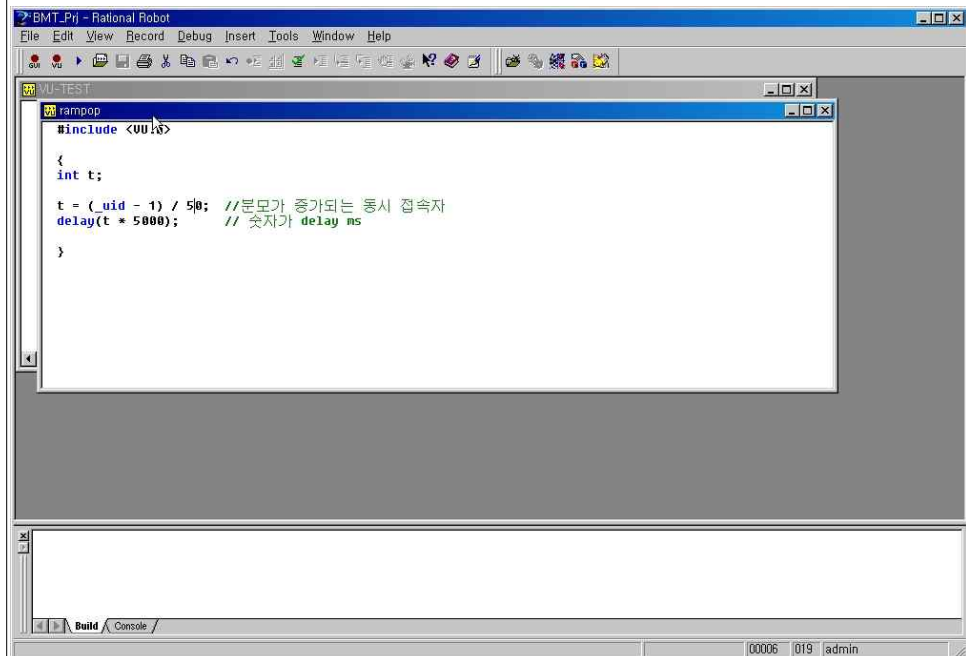 BMT_Prj - Rational Robot
File Edit View Record Debug Insert Tools Window Help
VU-TEST
rampop
#include <VU.h>
{
int t;
t = (_uid - 1) / 50; //분모가 증가되는 동시 접속자
delay(t * 5000); // 숫자가 delay ms
}
Build Console
00006 019 admin